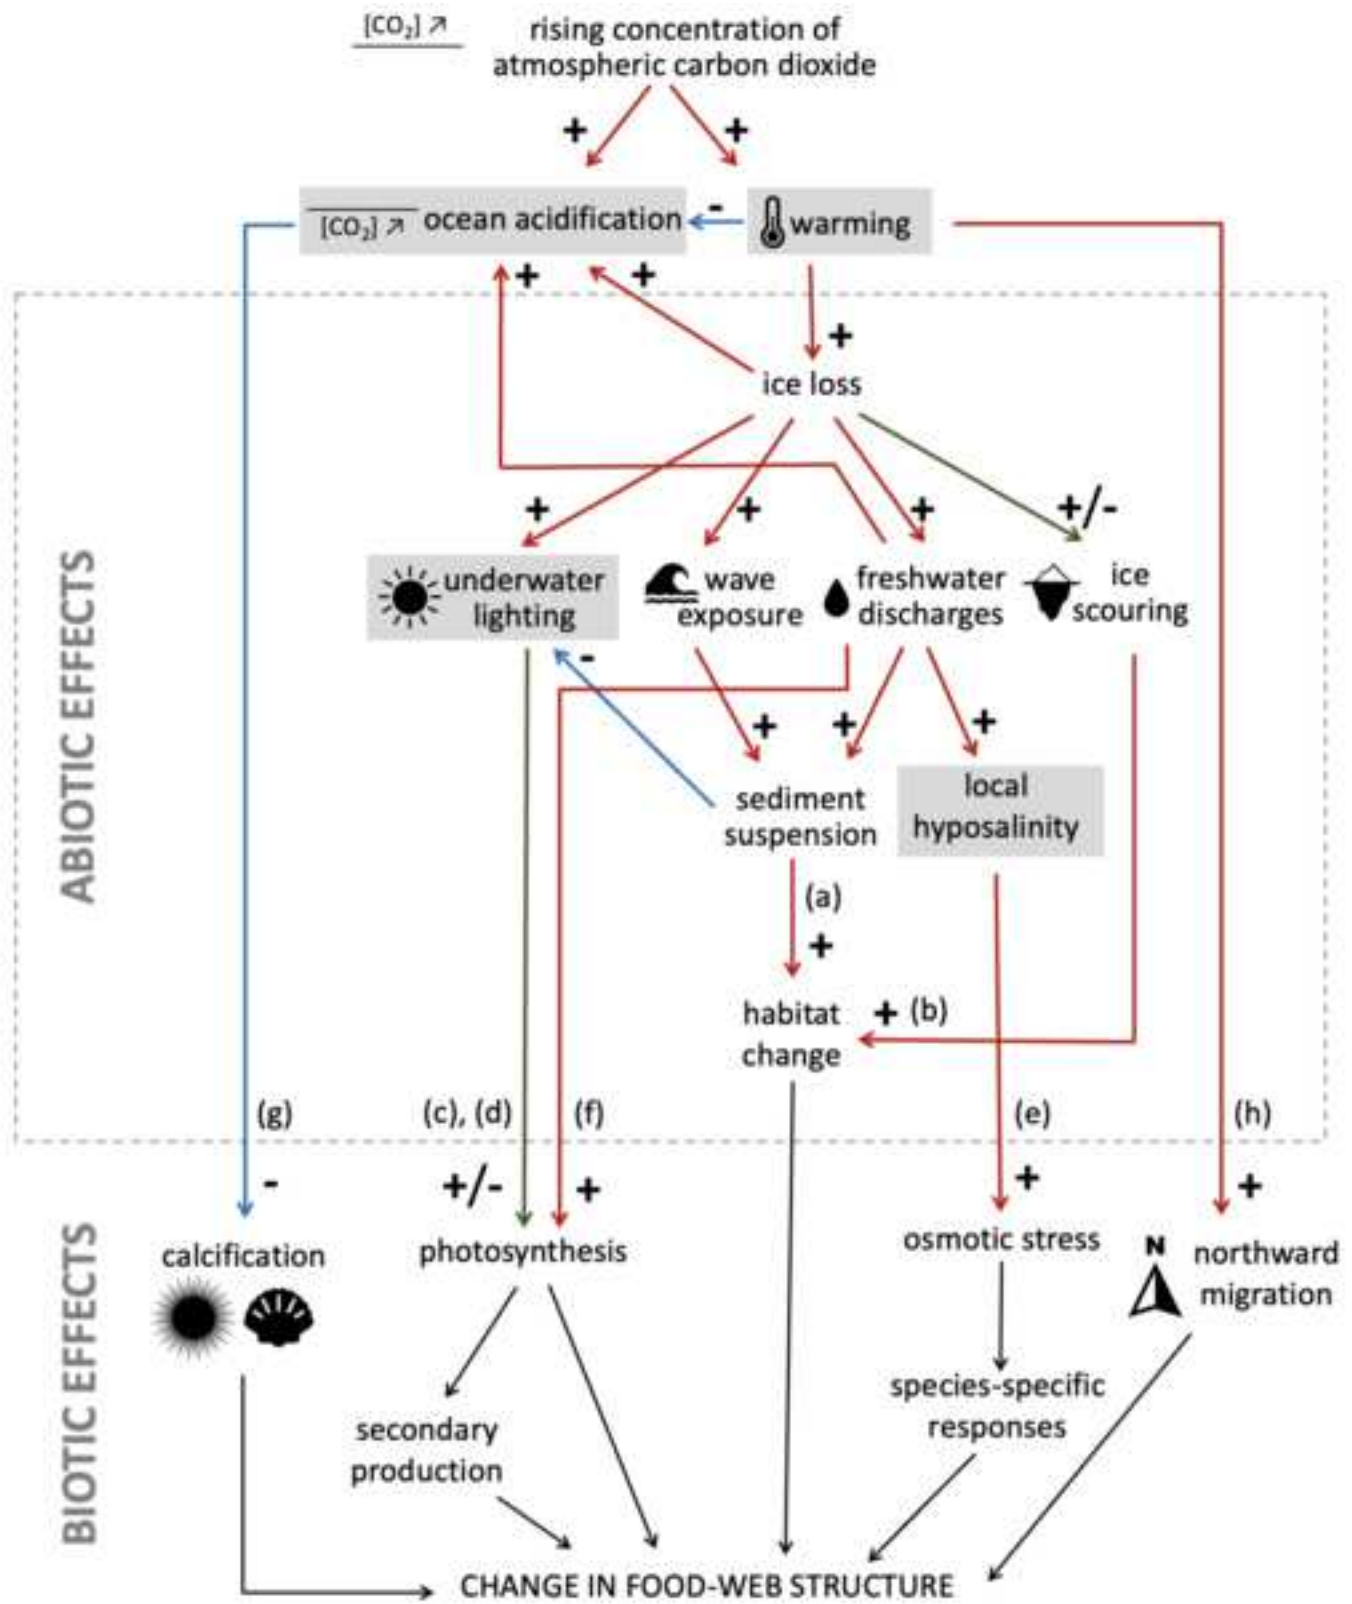 [CO₂] ↗
rising concentration of
atmospheric carbon dioxide
+
+
[CO₂] ↗ ocean acidification
-
warming
+
+
+
ice loss
+
+
+
+/-
underwater
lighting
wave
exposure
freshwater
discharges
ice
scouring
-
+
+
+
sediment
suspension
local
hyposalinity
(a)
+
habitat
change
+ (b)
ABIOTIC EFFECTS
(g)
(c), (d)
(f)
(e)
(h)
-
+/-
+
+
+
calcification
photosynthesis
osmotic stress
N
northward
migration
species-specific
responses
secondary
production
BIOTIC EFFECTS
CHANGE IN FOOD-WEB STRUCTURE